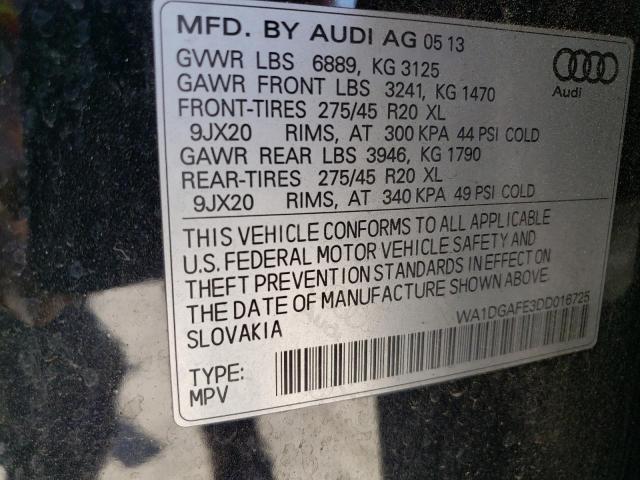 MFD. BY AUDI AG 05 13
GVWR LBS 6889, KG 3125
GAWR FRONT LBS 3241, KG 1470
FRONT-TIRES 275/45 R20 XL
9JX20 RIMS, AT 300 KPA 44 PSI COLD
GAWR REAR LBS 3946, KG 1790
REAR-TIRES 275/45 R20 XL
9JX20 RIMS, AT 340 KPA 49 PSI COLD
Audi
THIS VEHICLE CONFORMS TO ALL APPLICABLE
U.S. FEDERAL MOTOR VEHICLE SAFETY AND
THEFT PREVENTION STANDARDS IN EFFECT ON
THE DATE OF MANUFACTURE SHOWN ABOVE.
SLOVAKIA
WA1DGAFE3DD016725
TYPE:
MPV